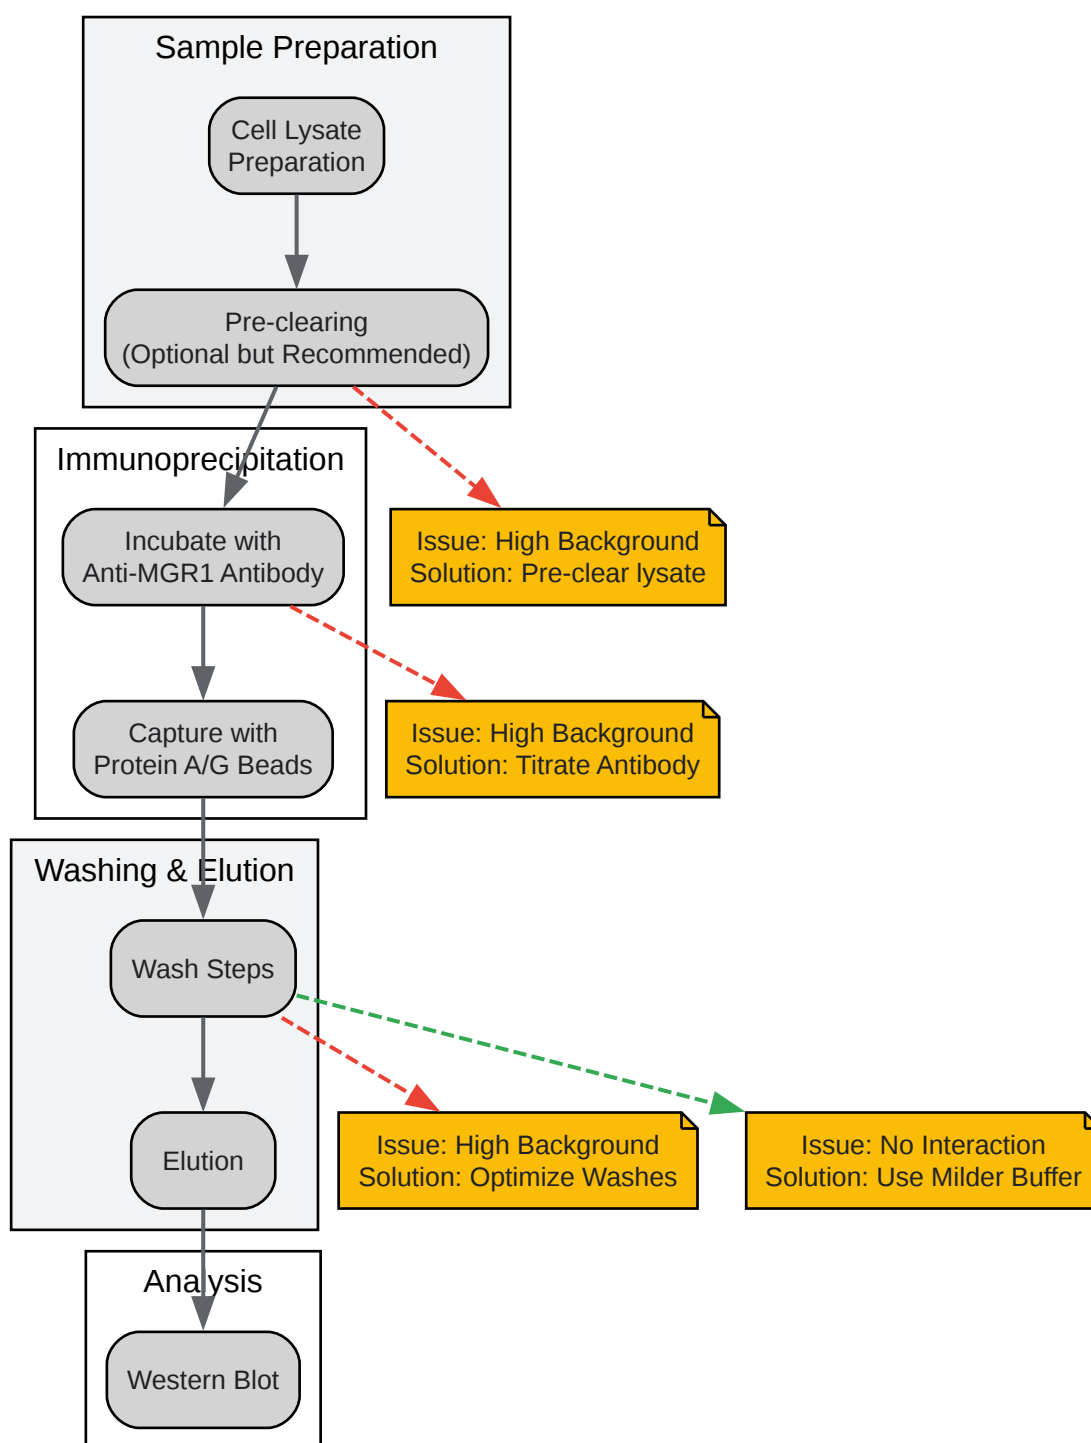 Sample Preparation
Cell Lysate
Preparation
Pre-clearing
(Optional but Recommended)
Immunoprecipitation
Incubate with
Anti-MGR1 Antibody
Issue: High Background
Solution: Pre-clear lysate
Capture with
Protein A/G Beads
Issue: High Background
Solution: Titrate Antibody
Washing & Elution
Wash Steps
Elution
Issue: High Background
Solution: Optimize Washes
Issue: No Interaction
Solution: Use Milder Buffer
Analysis
Western Blot